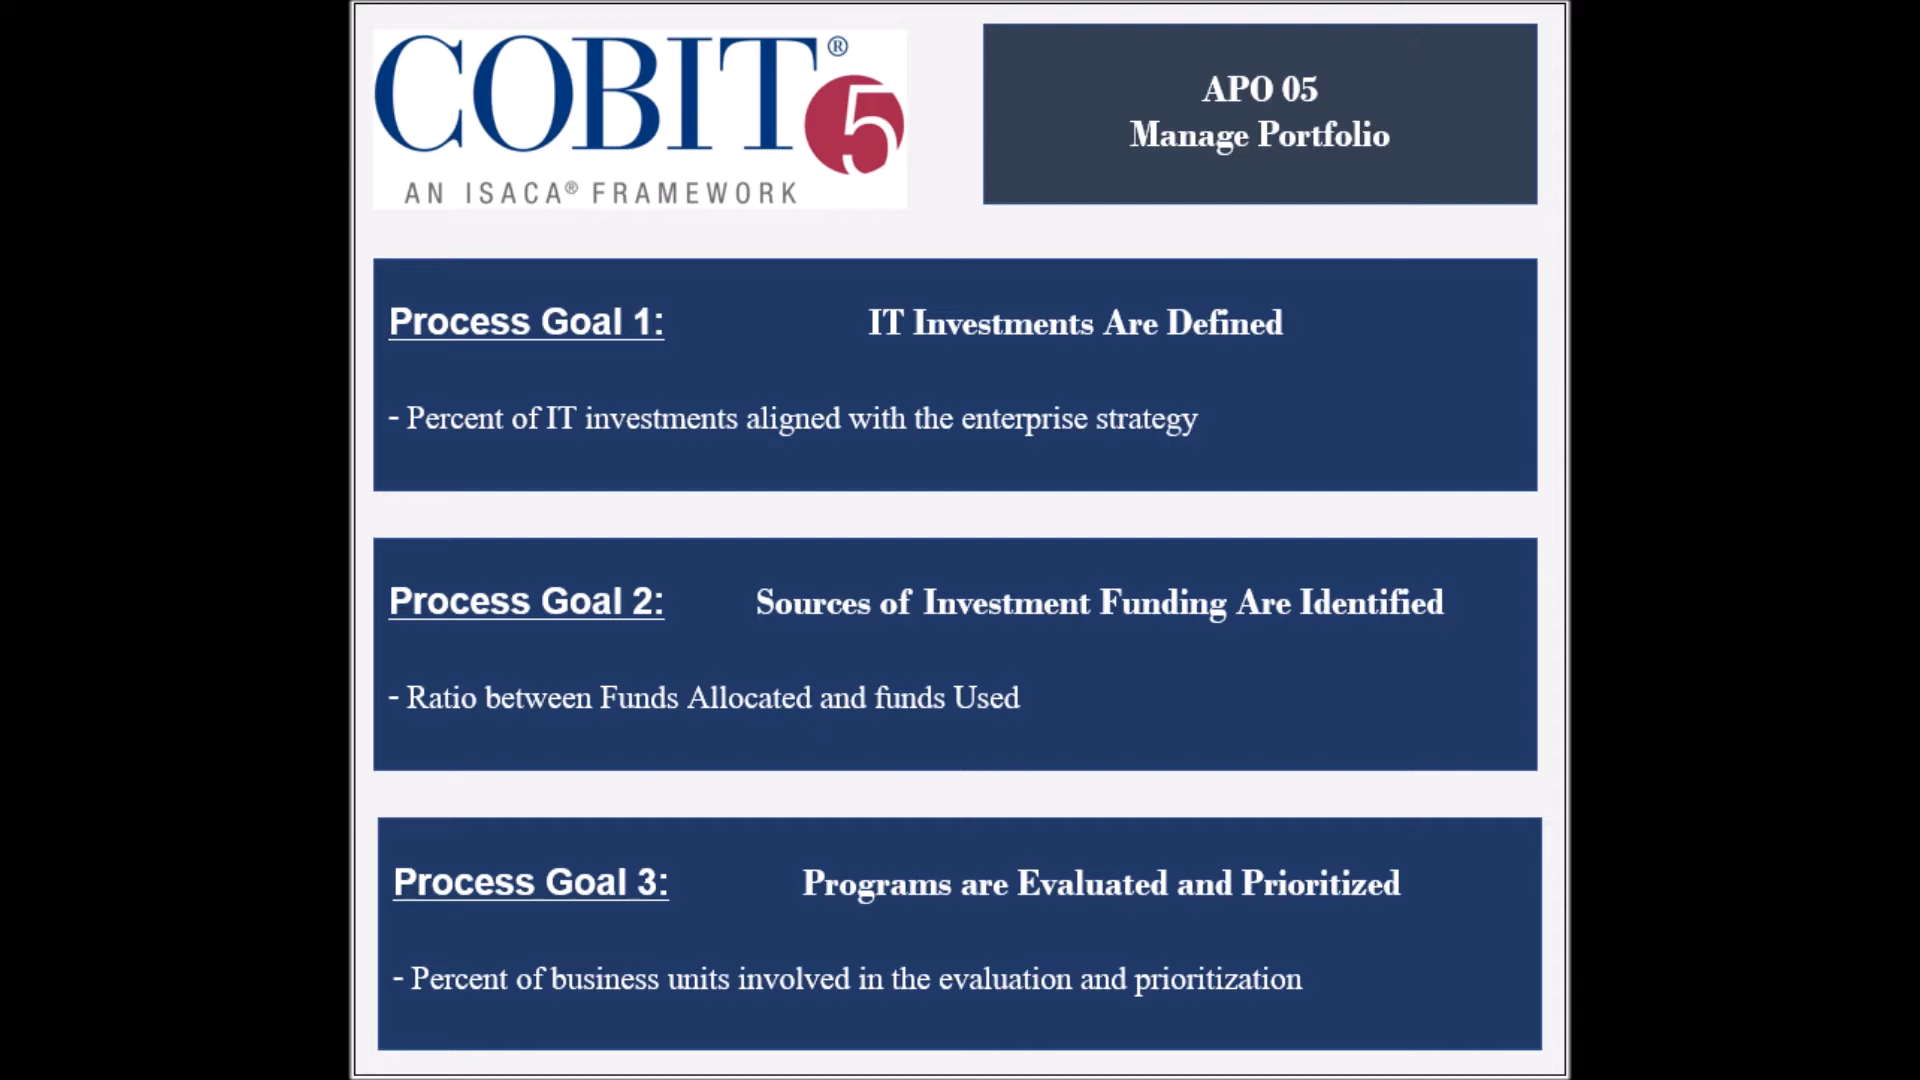 COBIT® 5
AN ISACA® FRAMEWORK
APO 05
Manage Portfolio
Process Goal 1: IT Investments Are Defined
- Percent of IT investments aligned with the enterprise strategy
Process Goal 2: Sources of Investment Funding Are Identified
- Ratio between Funds Allocated and funds Used
Process Goal 3: Programs are Evaluated and Prioritized
- Percent of business units involved in the evaluation and prioritization